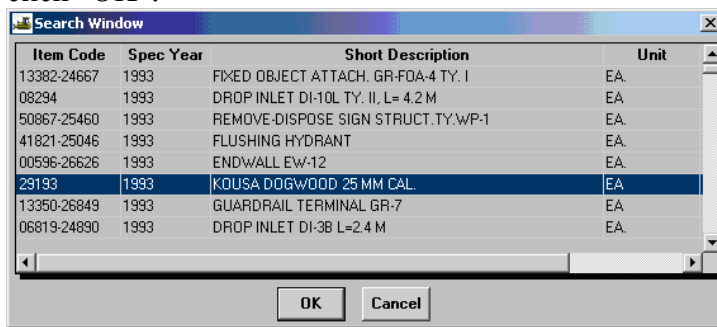 Search Window
Item Code Spec Year Short Description Unit
13382-24667 1993 FIXED OBJECT ATTACH. GR-FOA-4 TY. I EA.
08294 1993 DROP INLET DI-10L TY. II, L= 4.2 M EA
50867-25460 1993 REMOVE-DISPOSE SIGN STRUCT.TY.WP-1 EA.
41821-25046 1993 FLUSHING HYDRANT EA.
00596-26626 1993 ENDWALL EW-12 EA.
29193 1993 KOUSA DOGWOOD 25 MM CAL. EA
13350-26849 1993 GUARDRAIL TERMINAL GR-7 EA
06819-24890 1993 DROP INLET DI-3B L=2.4 M EA.
OK Cancel